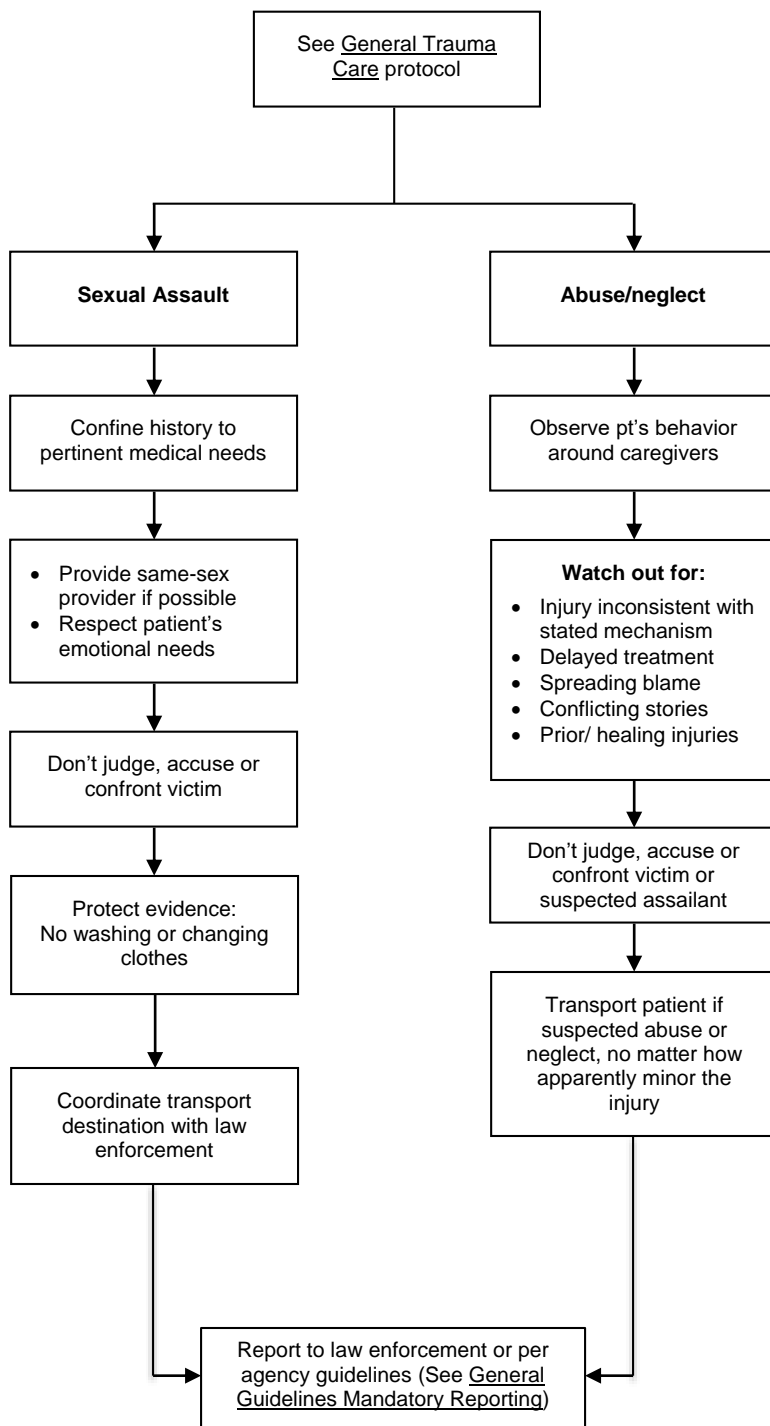 See General Trauma
Care protocol
Sexual Assault
Confine history to
pertinent medical needs
• Provide same-sex
provider if possible
• Respect patient’s
emotional needs
Don’t judge, accuse or
confront victim
Protect evidence:
No washing or changing
clothes
Coordinate transport
destination with law
enforcement
Abuse/neglect
Observe pt’s behavior
around caregivers
Watch out for:
• Injury inconsistent with
stated mechanism
• Delayed treatment
• Spreading blame
• Conflicting stories
• Prior/ healing injuries
Don’t judge, accuse or
confront victim or
suspected assailant
Transport patient if
suspected abuse or
neglect, no matter how
apparently minor the
injury
Report to law enforcement or per
agency guidelines (See General
Guidelines Mandatory Reporting)